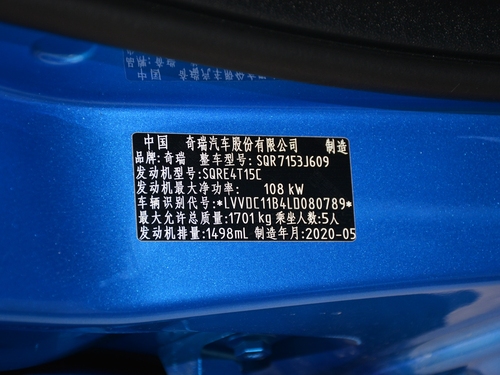 中国 奇瑞汽车股份有限公司 制造
品牌:奇瑞 整车型号:SQR7153J609
发动机型号:SQRE4T15C
发动机最大净功率: 108 kW
车辆识别代号:*LVVDC11B4LD080789*
最大允许总质量:1701 kg 乘坐人数:5人
发动机排量:1498mL 制造年月:2020-05